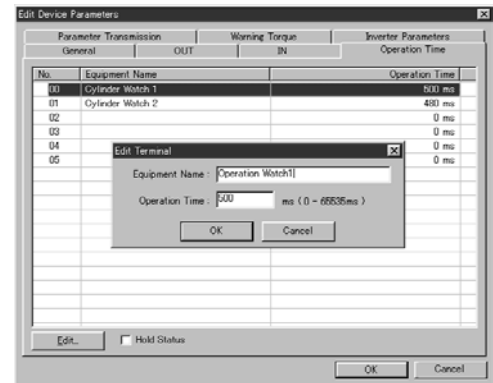 Edit Device Parameters
Parameter Transmission Warning Torque Inverter Parameters
General OUT IN Operation Time
No. Equipment Name Operation Time
00 Cylinder Watch 1 500 ms
01 Cylinder Watch 2 480 ms
02 0 ms
03 0 ms
04 0 ms
05 0 ms
Edit Terminal
Equipment Name : Operation Watch1
Operation Time : 500 ms ( 0 - 65535ms )
OK Cancel
Edit... Hold Status
OK Cancel